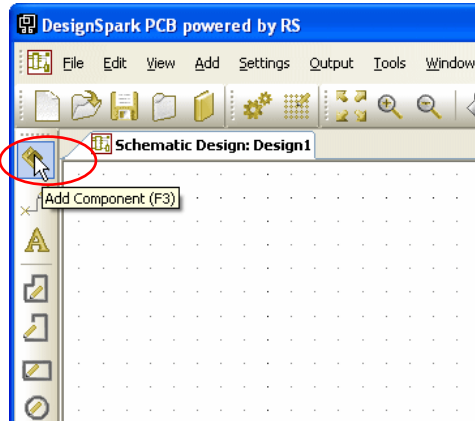 DesignSpark PCB powered by RS
File Edit View Add Settings Output Tools Window
Schematic Design: Design1
Add Component (F3)
A